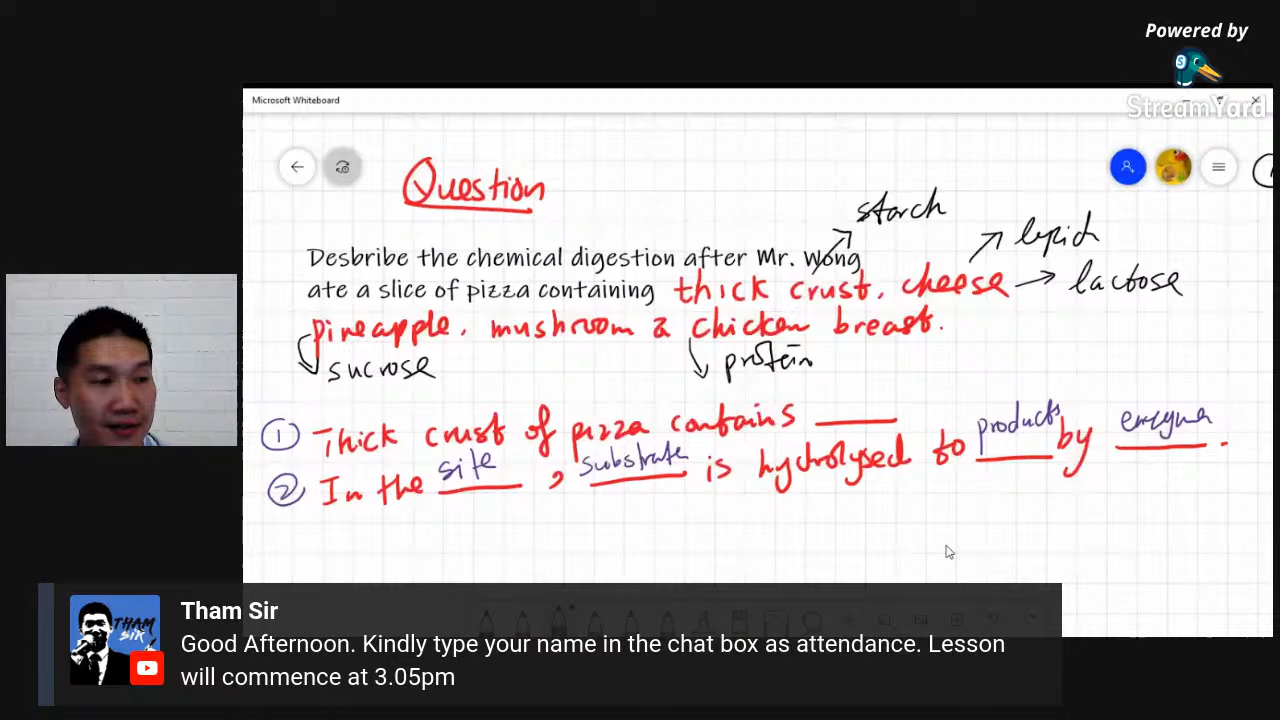 Powered by
StreamYard
Microsoft Whiteboard
Question
starch
lipid
Desbribe the chemical digestion after Mr. Wong
ate a slice of pizza containing thick crust, cheese
lactose
pineapple, mushroom & chicken breast.
sucrose
protein
① Thick crust of pizza contains ____
② In the site, substrate is hydrolysed to products by enzyme.
Tham Sir
THAM
SIR
Good Afternoon. Kindly type your name in the chat box as attendance. Lesson
will commence at 3.05pm